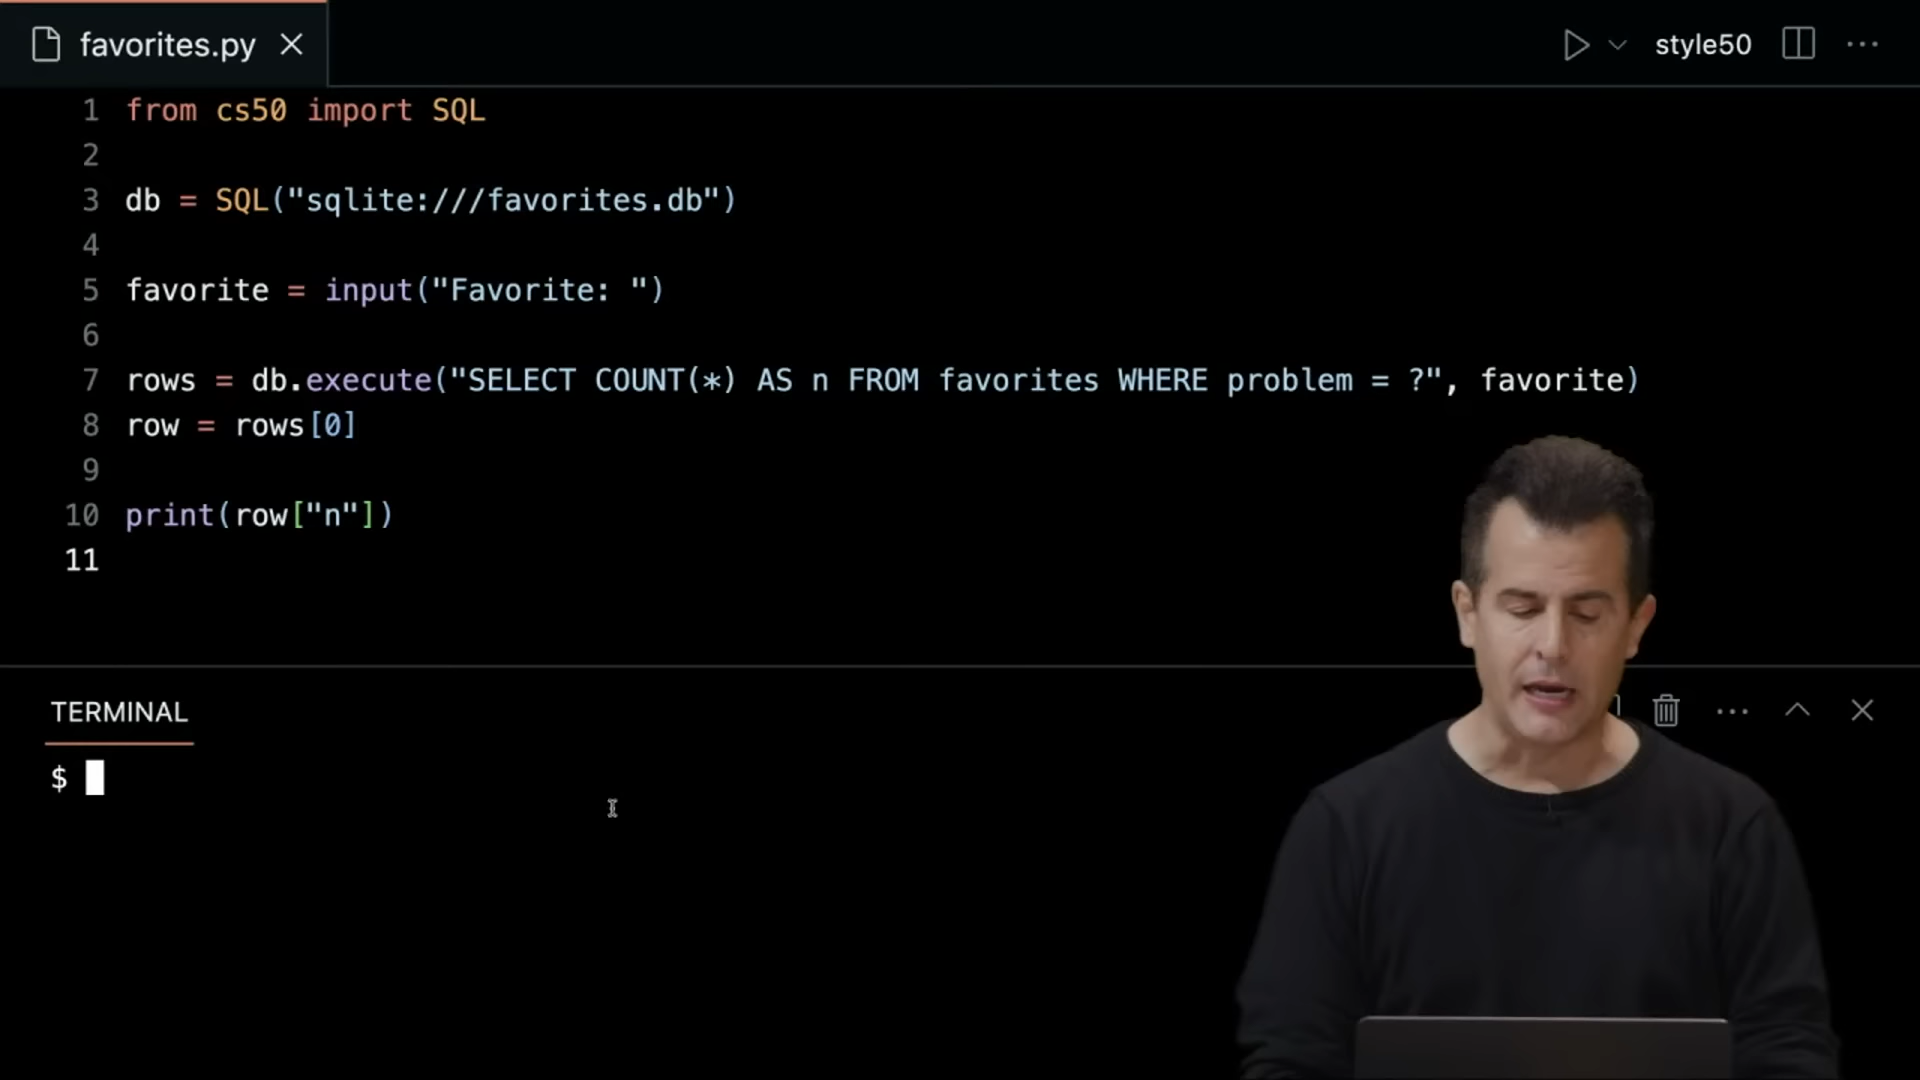 favorites.py
style50
1 from cs50 import SQL
2
3 db = SQL("sqlite:///favorites.db")
4
5 favorite = input("Favorite: ")
6
7 rows = db.execute("SELECT COUNT(*) AS n FROM favorites WHERE problem = ?", favorite)
8 row = rows[0]
9
10 print(row["n"])
11
TERMINAL
$